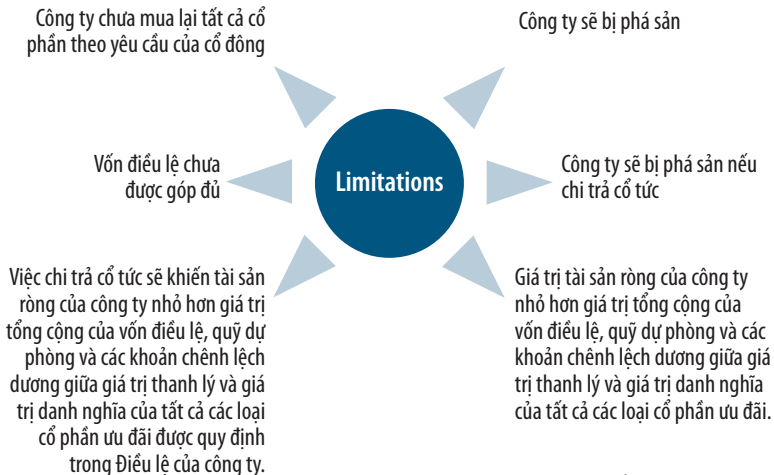 Công ty chưa mua lại tất cả cổ
phần theo yêu cầu của cổ đông
Công ty sẽ bị phá sản
Vốn điều lệ chưa
được góp đủ
Limitations
Công ty sẽ bị phá sản nếu
chi trả cổ tức
Việc chi trả cổ tức sẽ khiến tài sản
ròng của công ty nhỏ hơn giá trị
tổng cộng của vốn điều lệ, quỹ dự
phòng và các khoản chênh lệch
dương giữa giá trị thanh lý và giá
trị danh nghĩa của tất cả các loại
cổ phần ưu đãi được quy định
trong Điều lệ của công ty.
Giá trị tài sản ròng của công ty
nhỏ hơn giá trị tổng cộng của
vốn điều lệ, quỹ dự phòng và các
khoản chênh lệch dương giữa giá
trị thanh lý và giá trị danh nghĩa
của tất cả các loại cổ phần ưu đãi.